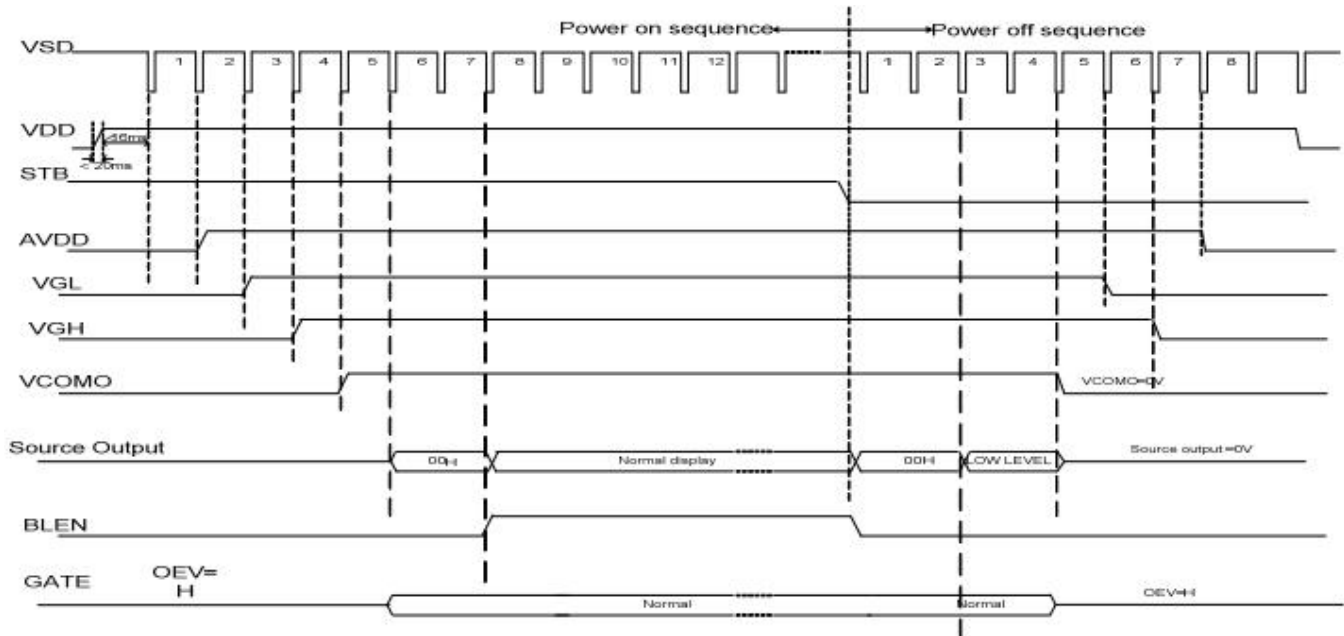 Power on sequence
Power off sequence
VSD
1 2 3 4 5 6 7 8 9 10 11 12 1 2 3 4 5 6 7 8
VDD
16ms
< 20ms
STB
AVDD
VGL
VGH
VCOMO
VCOMO=0V
Source Output
00H
Normal display
00H
LOW LEVEL
Source output=0V
BLEN
GATE
OEV=
H
Normal
Normal
OEV=H